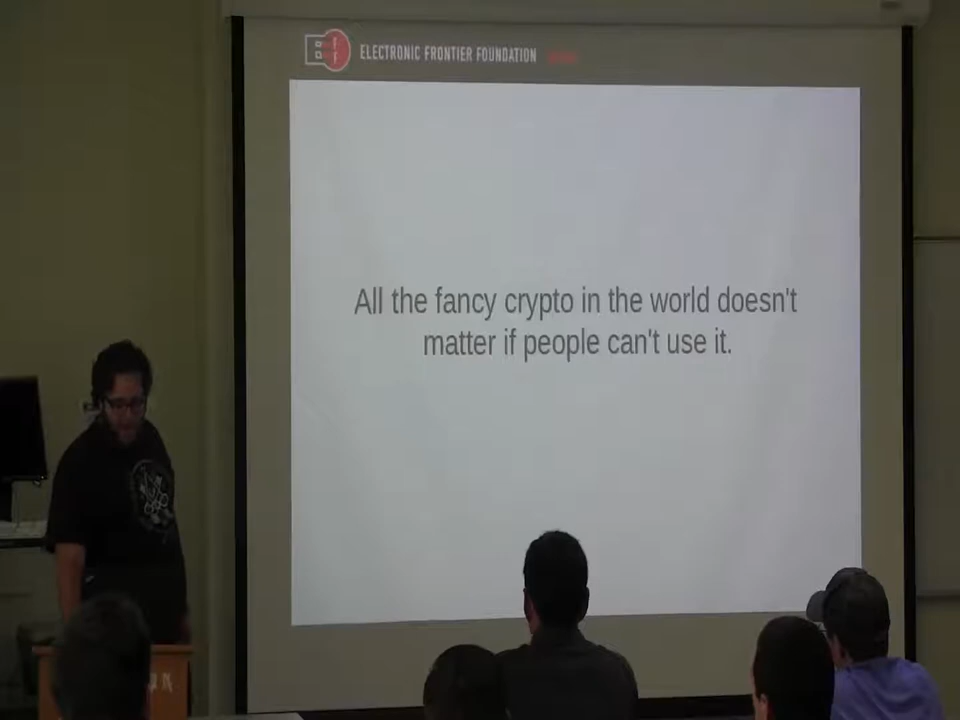 ELECTRONIC FRONTIER FOUNDATION
All the fancy crypto in the world doesn't
matter if people can't use it.